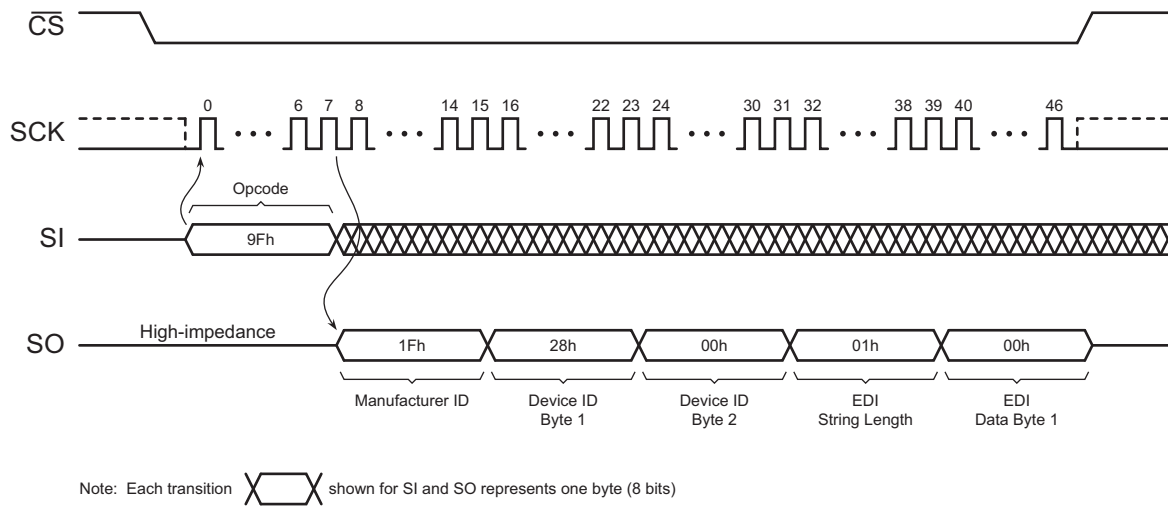 CS
SCK
0 6 7 8 14 15 16 22 23 24 30 31 32 38 39 40 46
Opcode
SI
9Fh
High-impedance
SO
1Fh 28h 00h 01h 00h
Manufacturer ID
Device ID
Byte 1
Device ID
Byte 2
EDI
String Length
EDI
Data Byte 1
Note: Each transition shown for SI and SO represents one byte (8 bits)